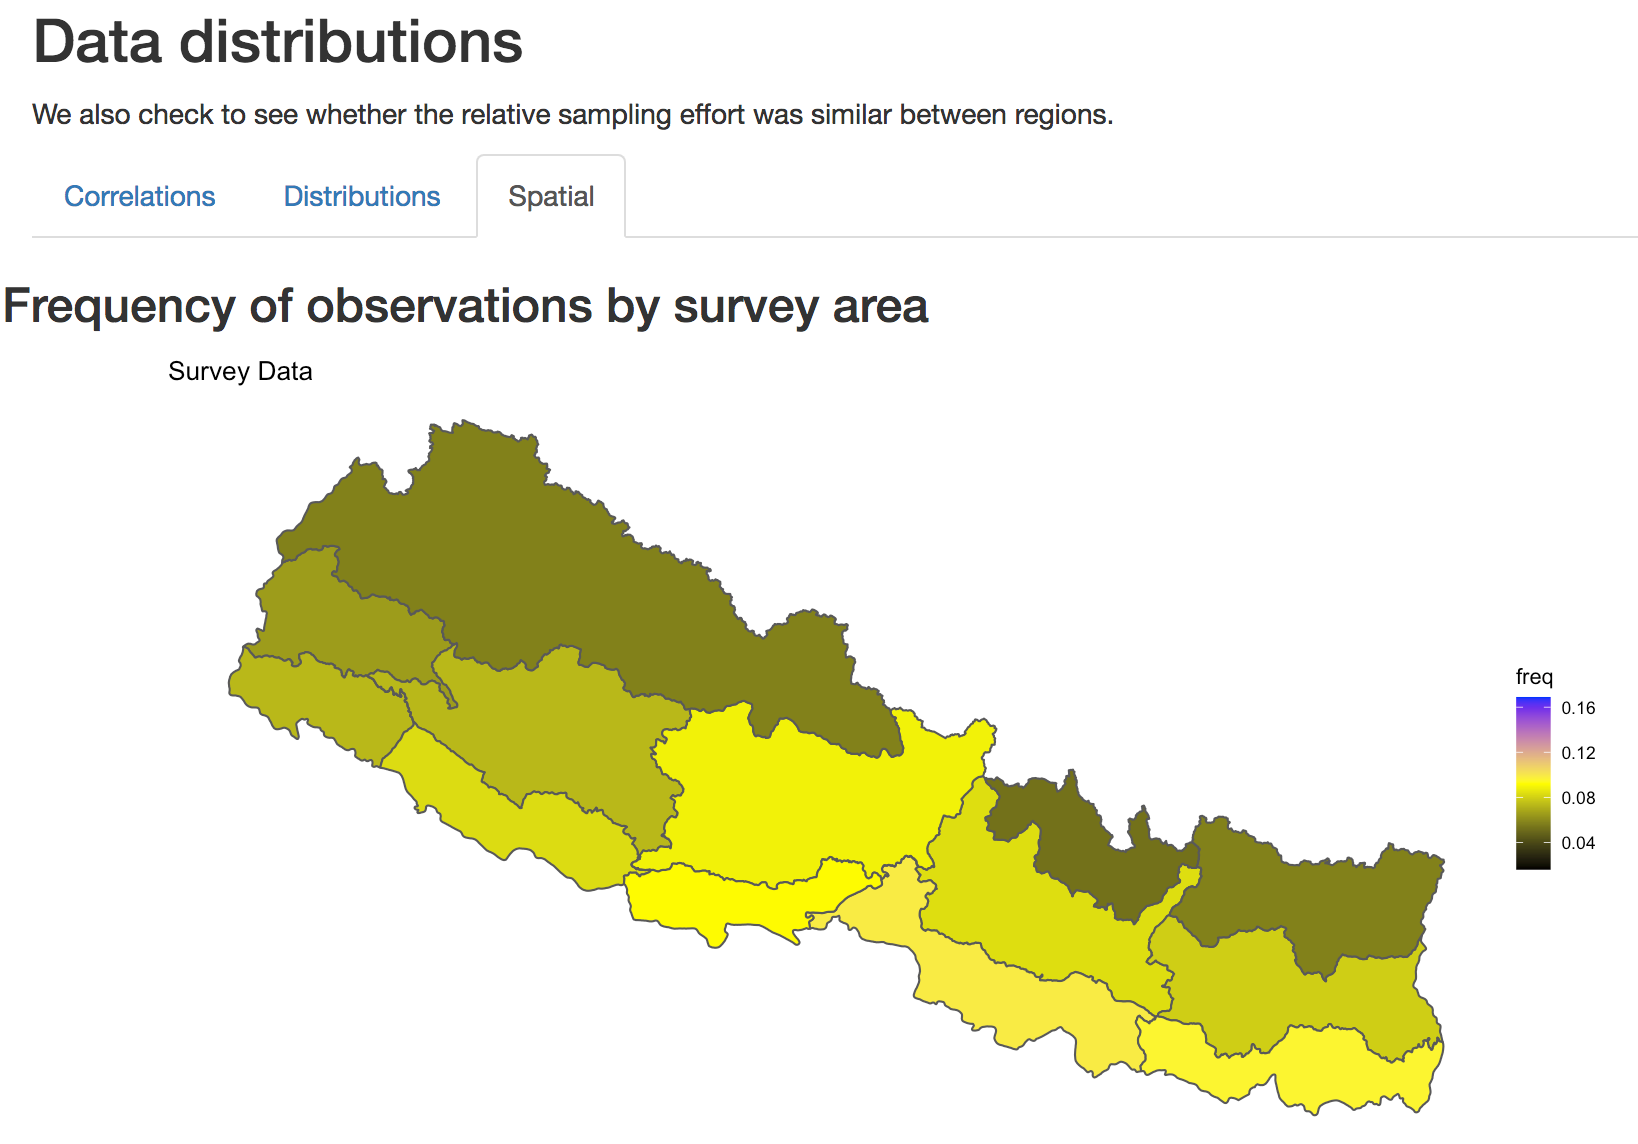 Data distributions
We also check to see whether the relative sampling effort was similar between regions.
Correlations Distributions Spatial
Frequency of observations by survey area
Survey Data
freq
0.16
0.12
0.08
0.04